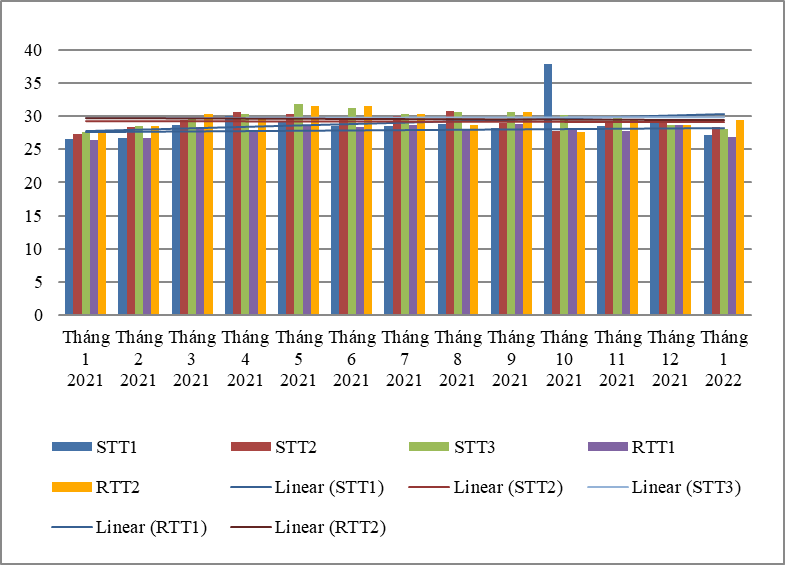 40
35
30
25
20
15
10
5
0
Tháng Tháng Tháng Tháng Tháng Tháng Tháng Tháng Tháng Tháng Tháng Tháng Tháng
1 2 3 4 5 6 7 8 9 10 11 12 1
2021 2021 2021 2021 2021 2021 2021 2021 2021 2021 2021 2021 2022
STT1 STT2 STT3 RTT1
RTT2 Linear (STT1) Linear (STT2) Linear (STT3)
Linear (RTT1) Linear (RTT2)